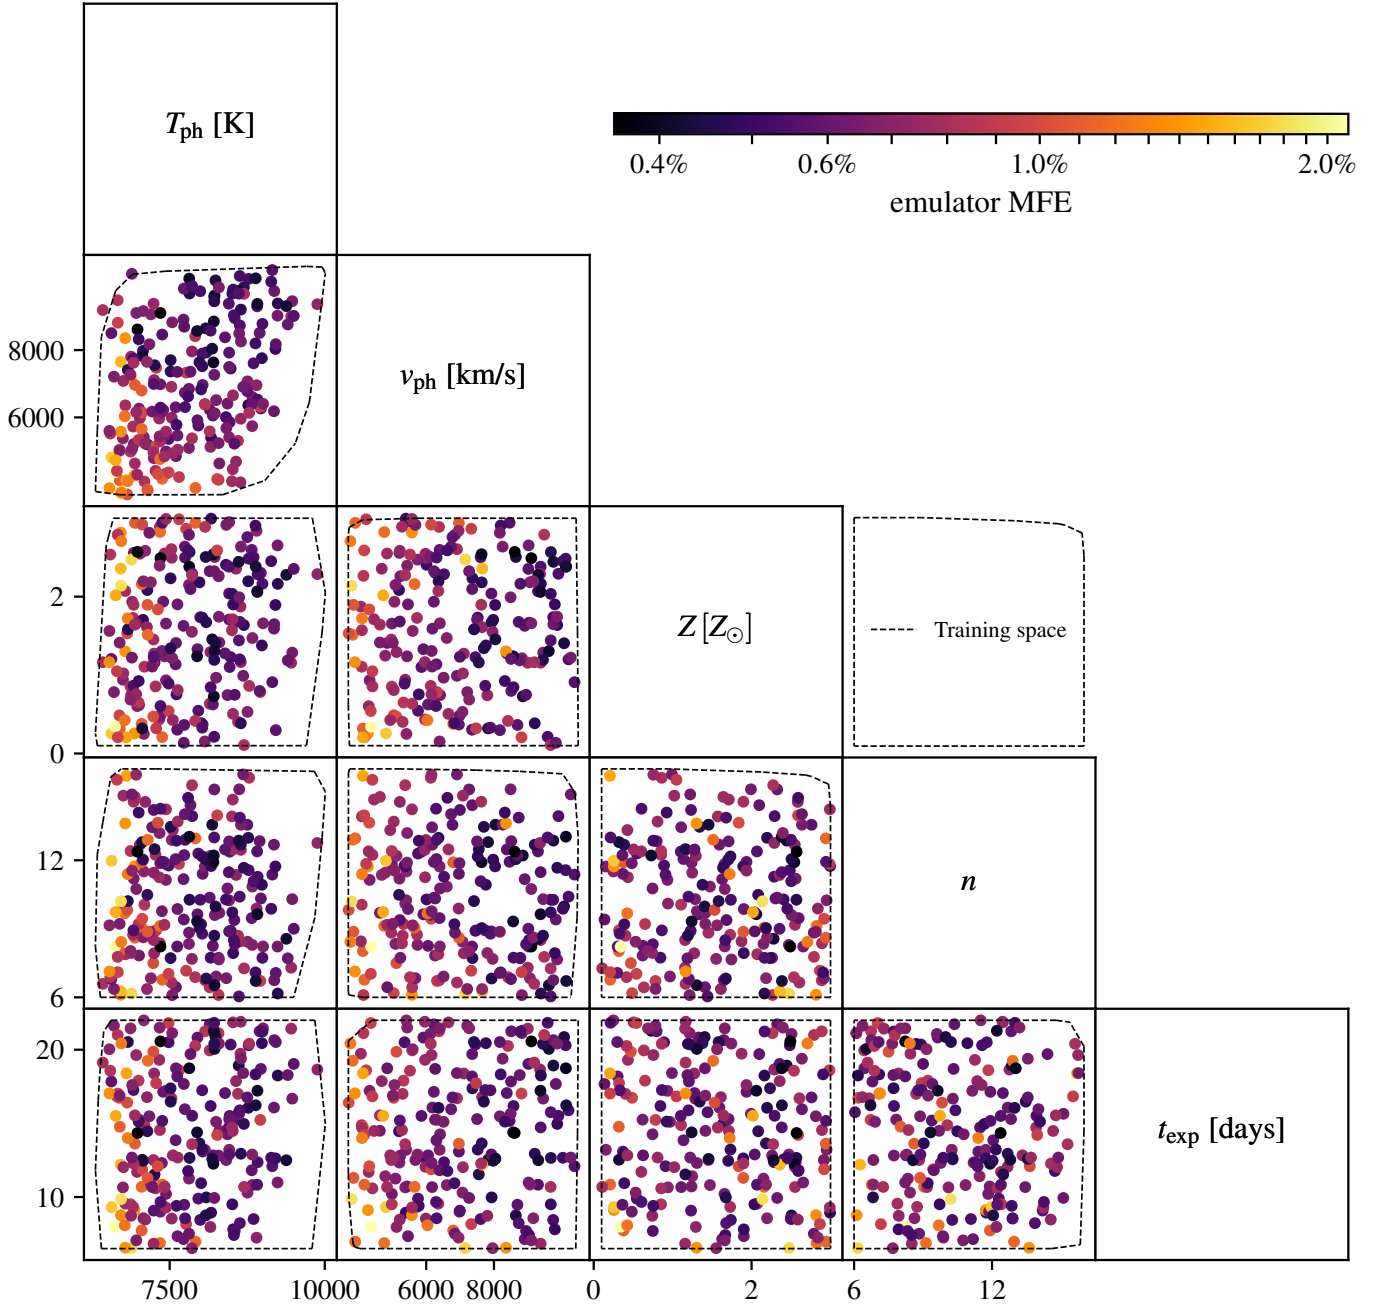 T_ph [K]
0.4% 0.6% 1.0% 2.0%
emulator MFE
8000
6000
v_ph [km/s]
2
0
Z [Z_⊙]
Training space
12
6
n
20
10
t_exp [days]
7500 10000 6000 8000 0 2 6 12